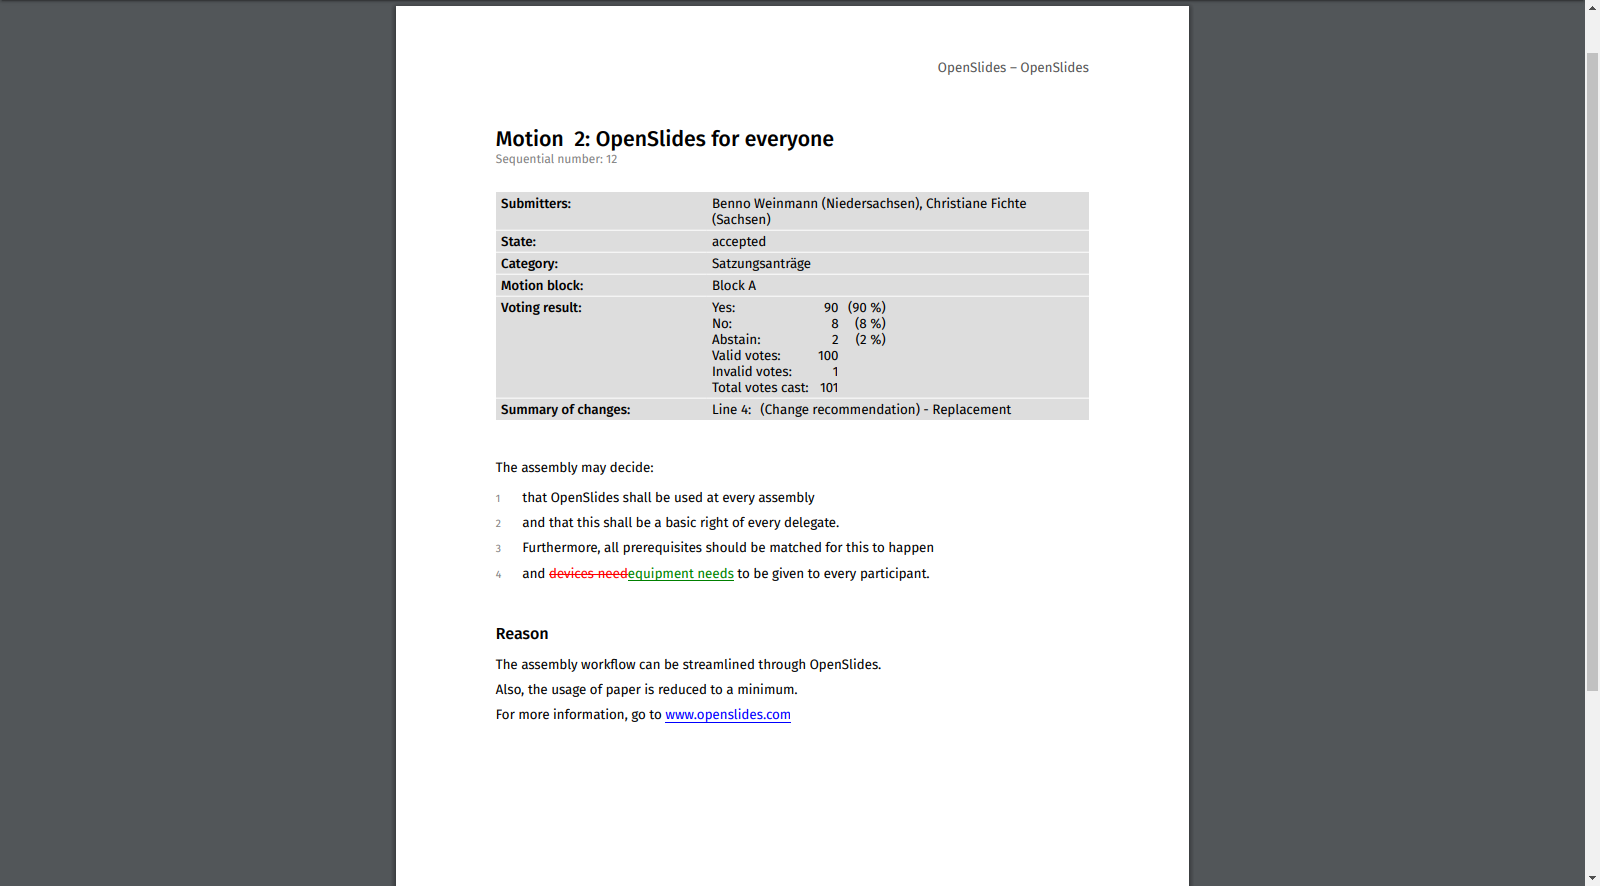 OpenSlides – OpenSlides
Motion  2: OpenSlides for everyone
Sequential number: 12
Submitters: Benno Weinmann (Niedersachsen), Christiane Fichte
(Sachsen)
State: accepted
Category: Satzungsanträge
Motion block: Block A
Voting result: Yes: 90 (90 %)
No: 8 (8 %)
Abstain: 2 (2 %)
Valid votes: 100
Invalid votes: 1
Total votes cast: 101
Summary of changes: Line 4: (Change recommendation) - Replacement
The assembly may decide:
1 that OpenSlides shall be used at every assembly
2 and that this shall be a basic right of every delegate.
3 Furthermore, all prerequisites should be matched for this to happen
4 and devices needequipment needs to be given to every participant.
Reason
The assembly workflow can be streamlined through OpenSlides.
Also, the usage of paper is reduced to a minimum.
For more information, go to www.openslides.com